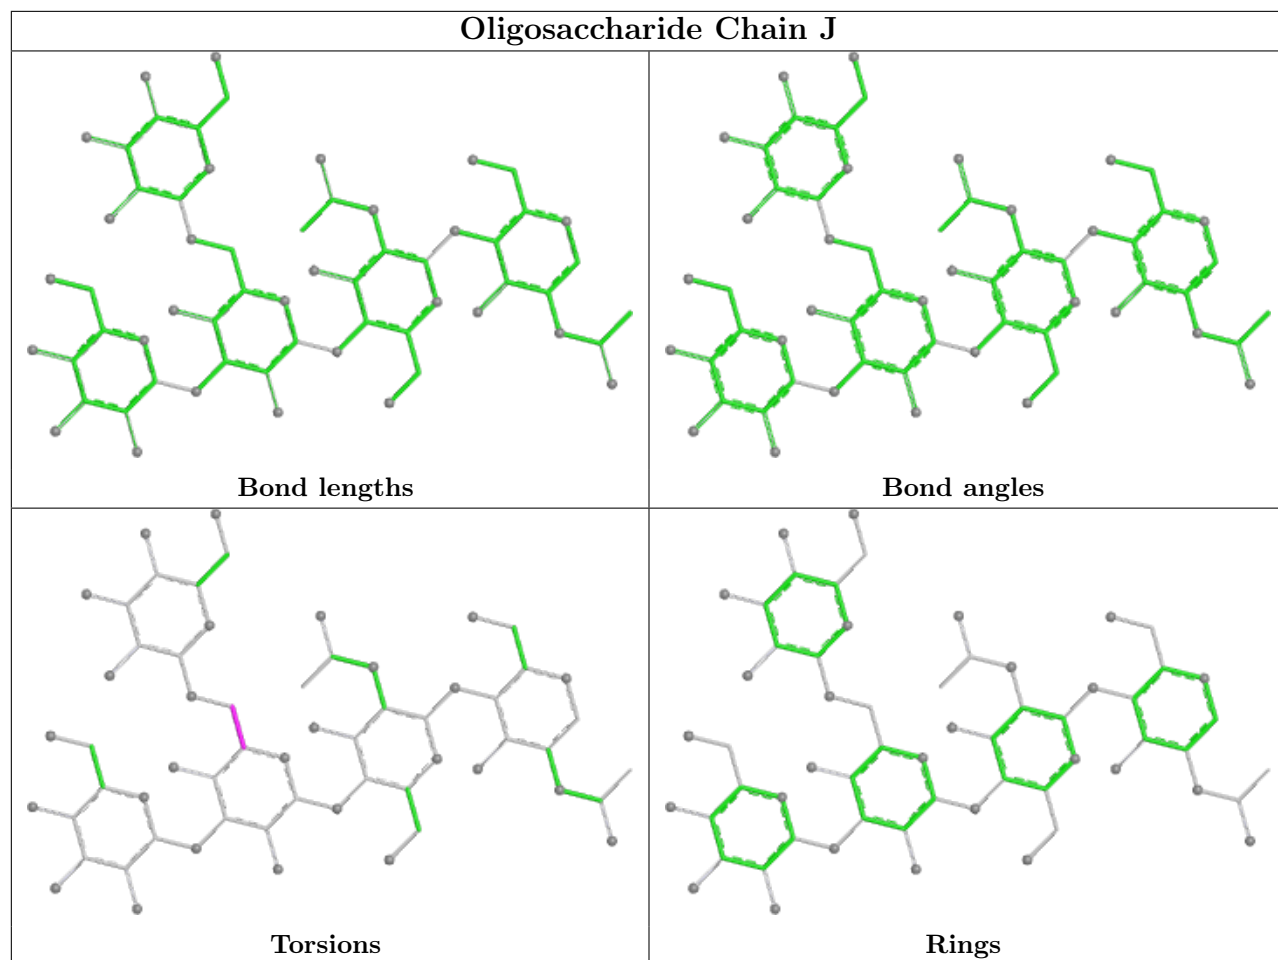 Oligosaccharide Chain J
Bond lengths
Bond angles
Torsions
Rings